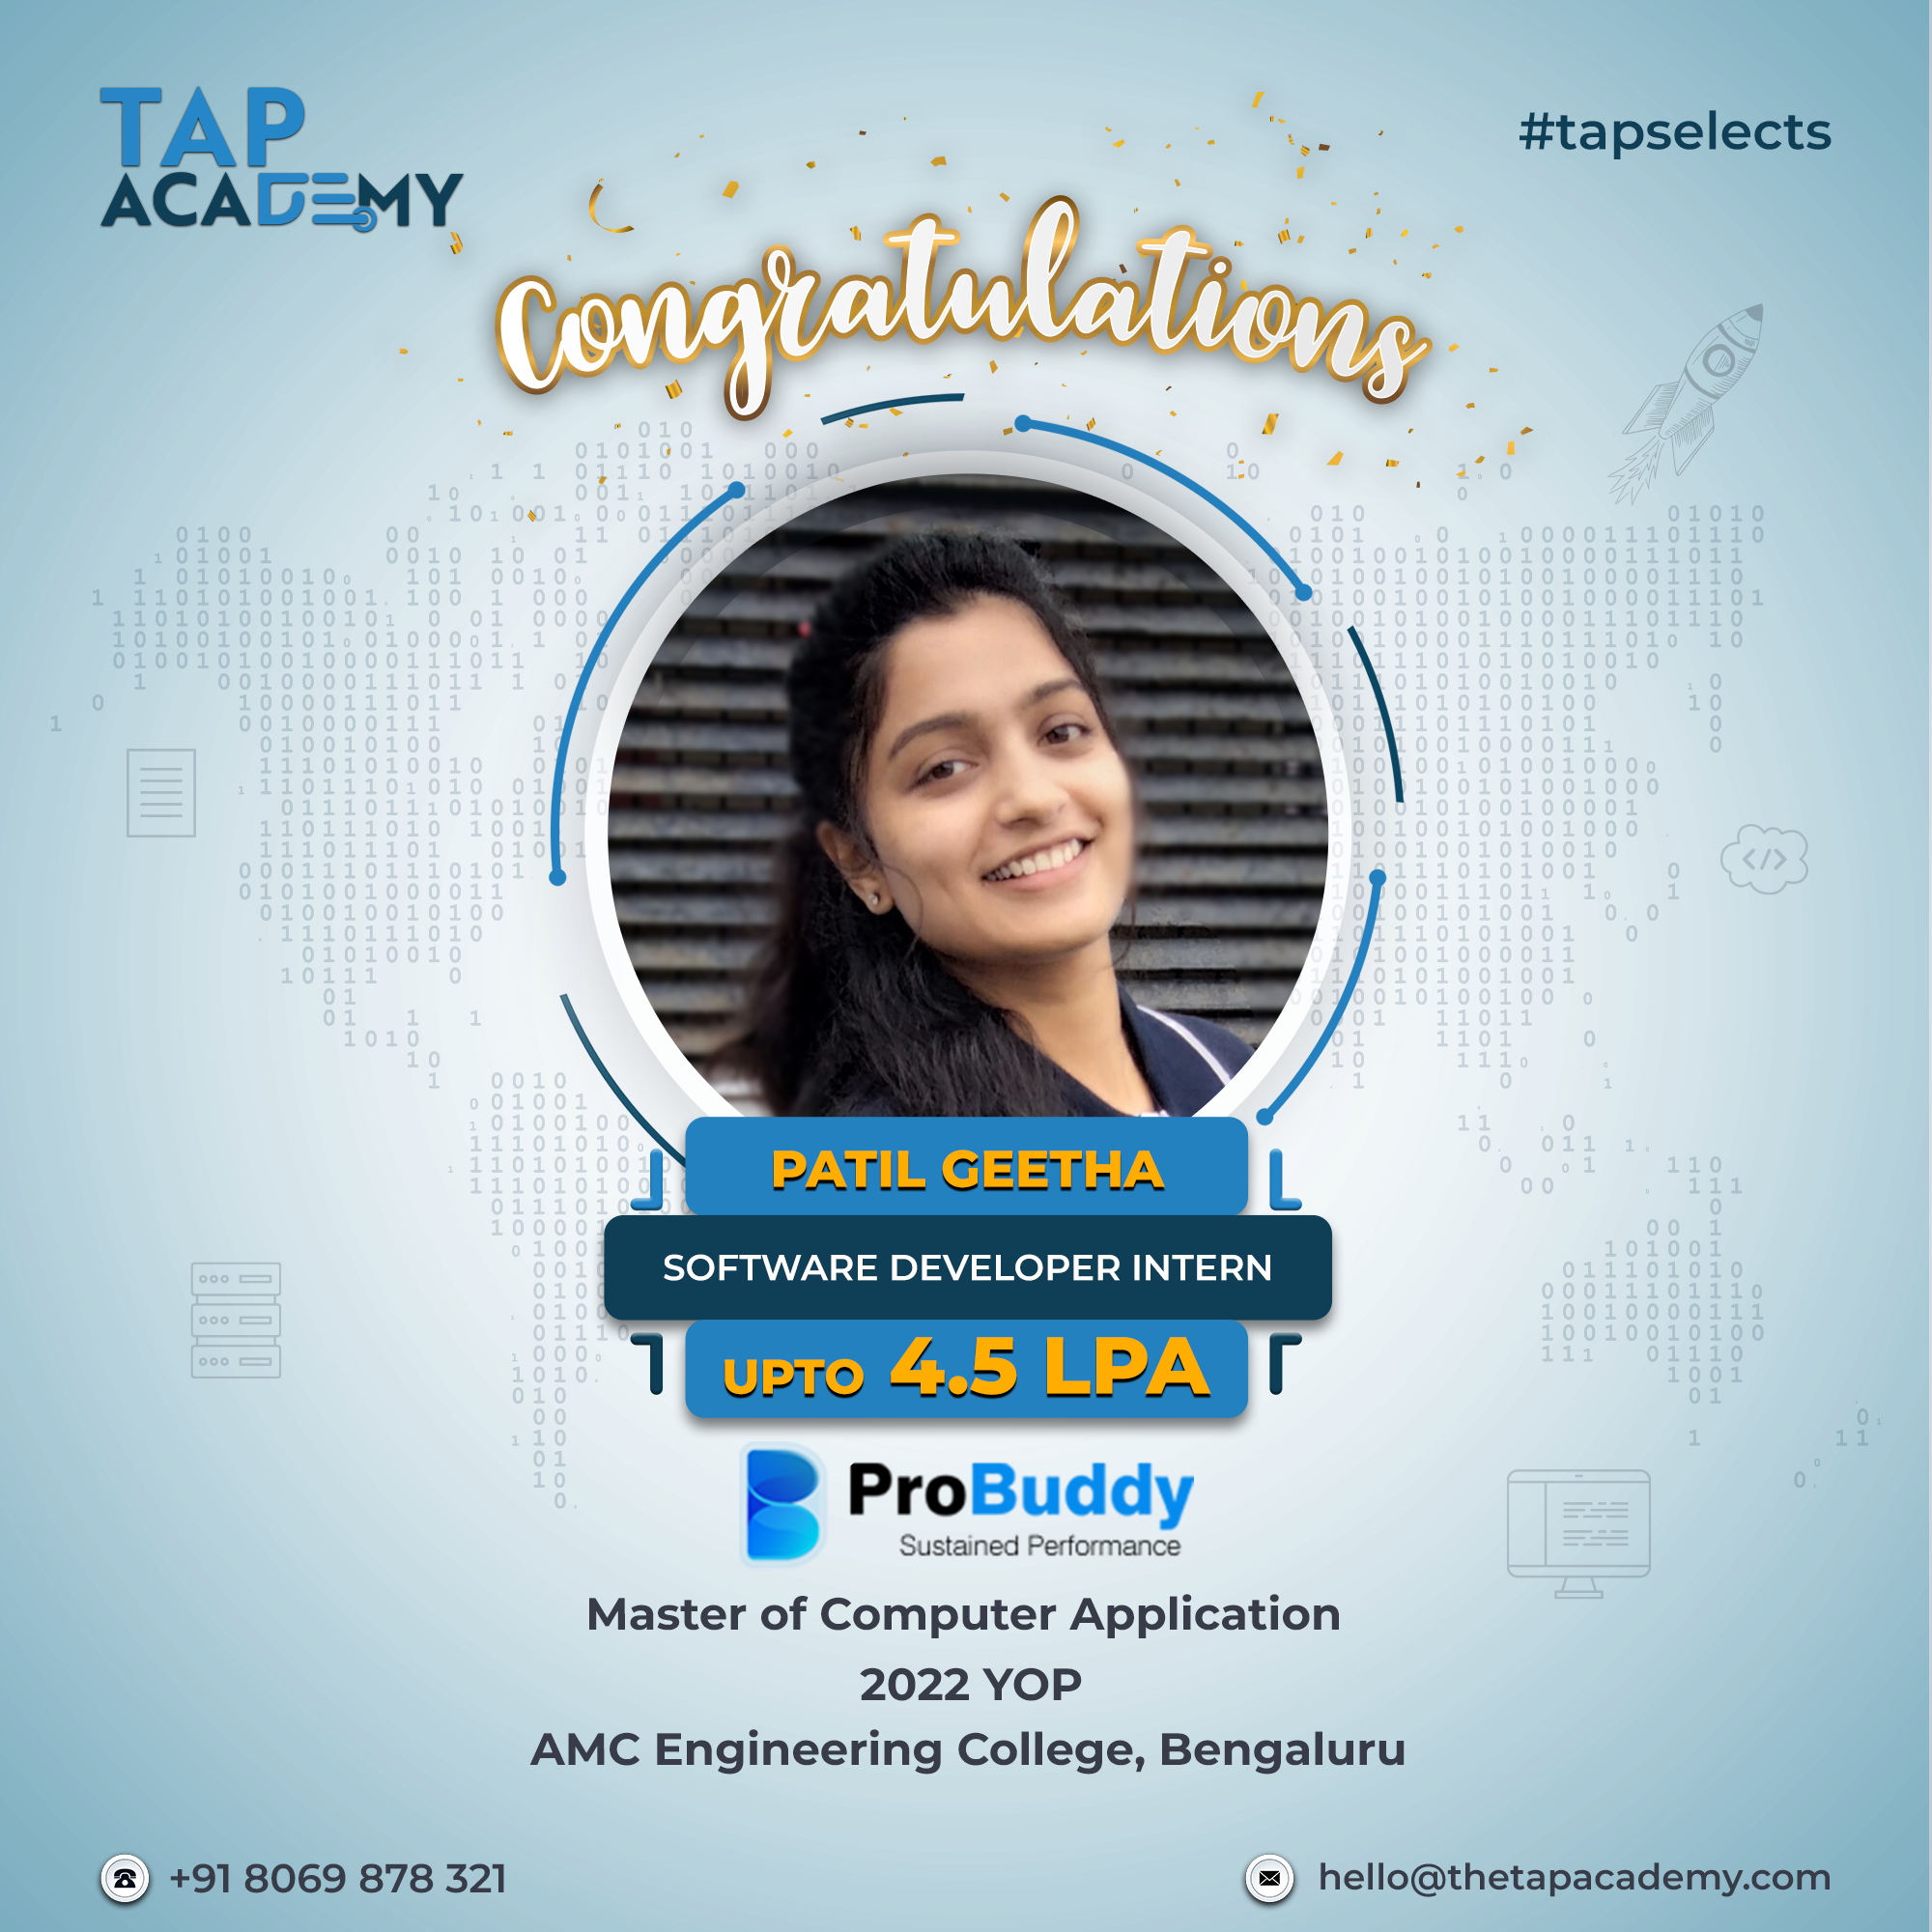 TAP
ACADEMY
#tapselects
Congratulations
PATIL GEETHA
SOFTWARE DEVELOPER INTERN
UPTO 4.5 LPA
ProBuddy
Sustained Performance
Master of Computer Application
2022 YOP
AMC Engineering College, Bengaluru
+91 8069 878 321
hello@thetapacademy.com